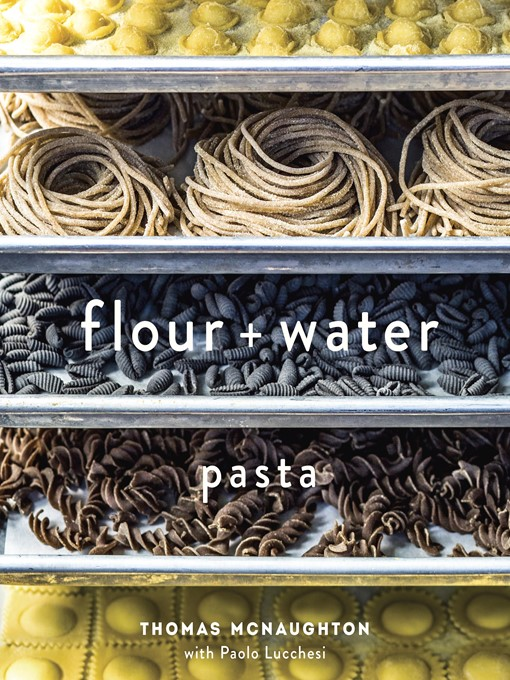 flour + water
pasta
THOMAS MCNAUGHTON
with Paolo Lucchesi